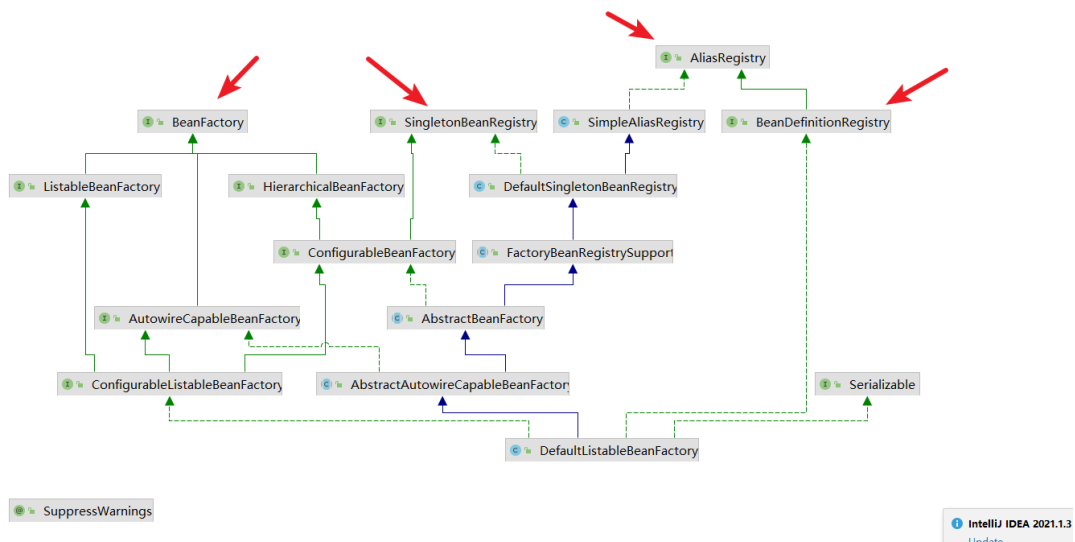 AliasRegistry
BeanFactory
SingletonBeanRegistry
SimpleAliasRegistry
BeanDefinitionRegistry
ListableBeanFactory
HierarchicalBeanFactory
DefaultSingletonBeanRegistry
ConfigurableBeanFactory
FactoryBeanRegistrySupport
AutowireCapableBeanFactory
AbstractBeanFactory
ConfigurableListableBeanFactory
AbstractAutowireCapableBeanFactory
Serializable
DefaultListableBeanFactory
SuppressWarnings
IntelliJ IDEA 2021.1.3
Update